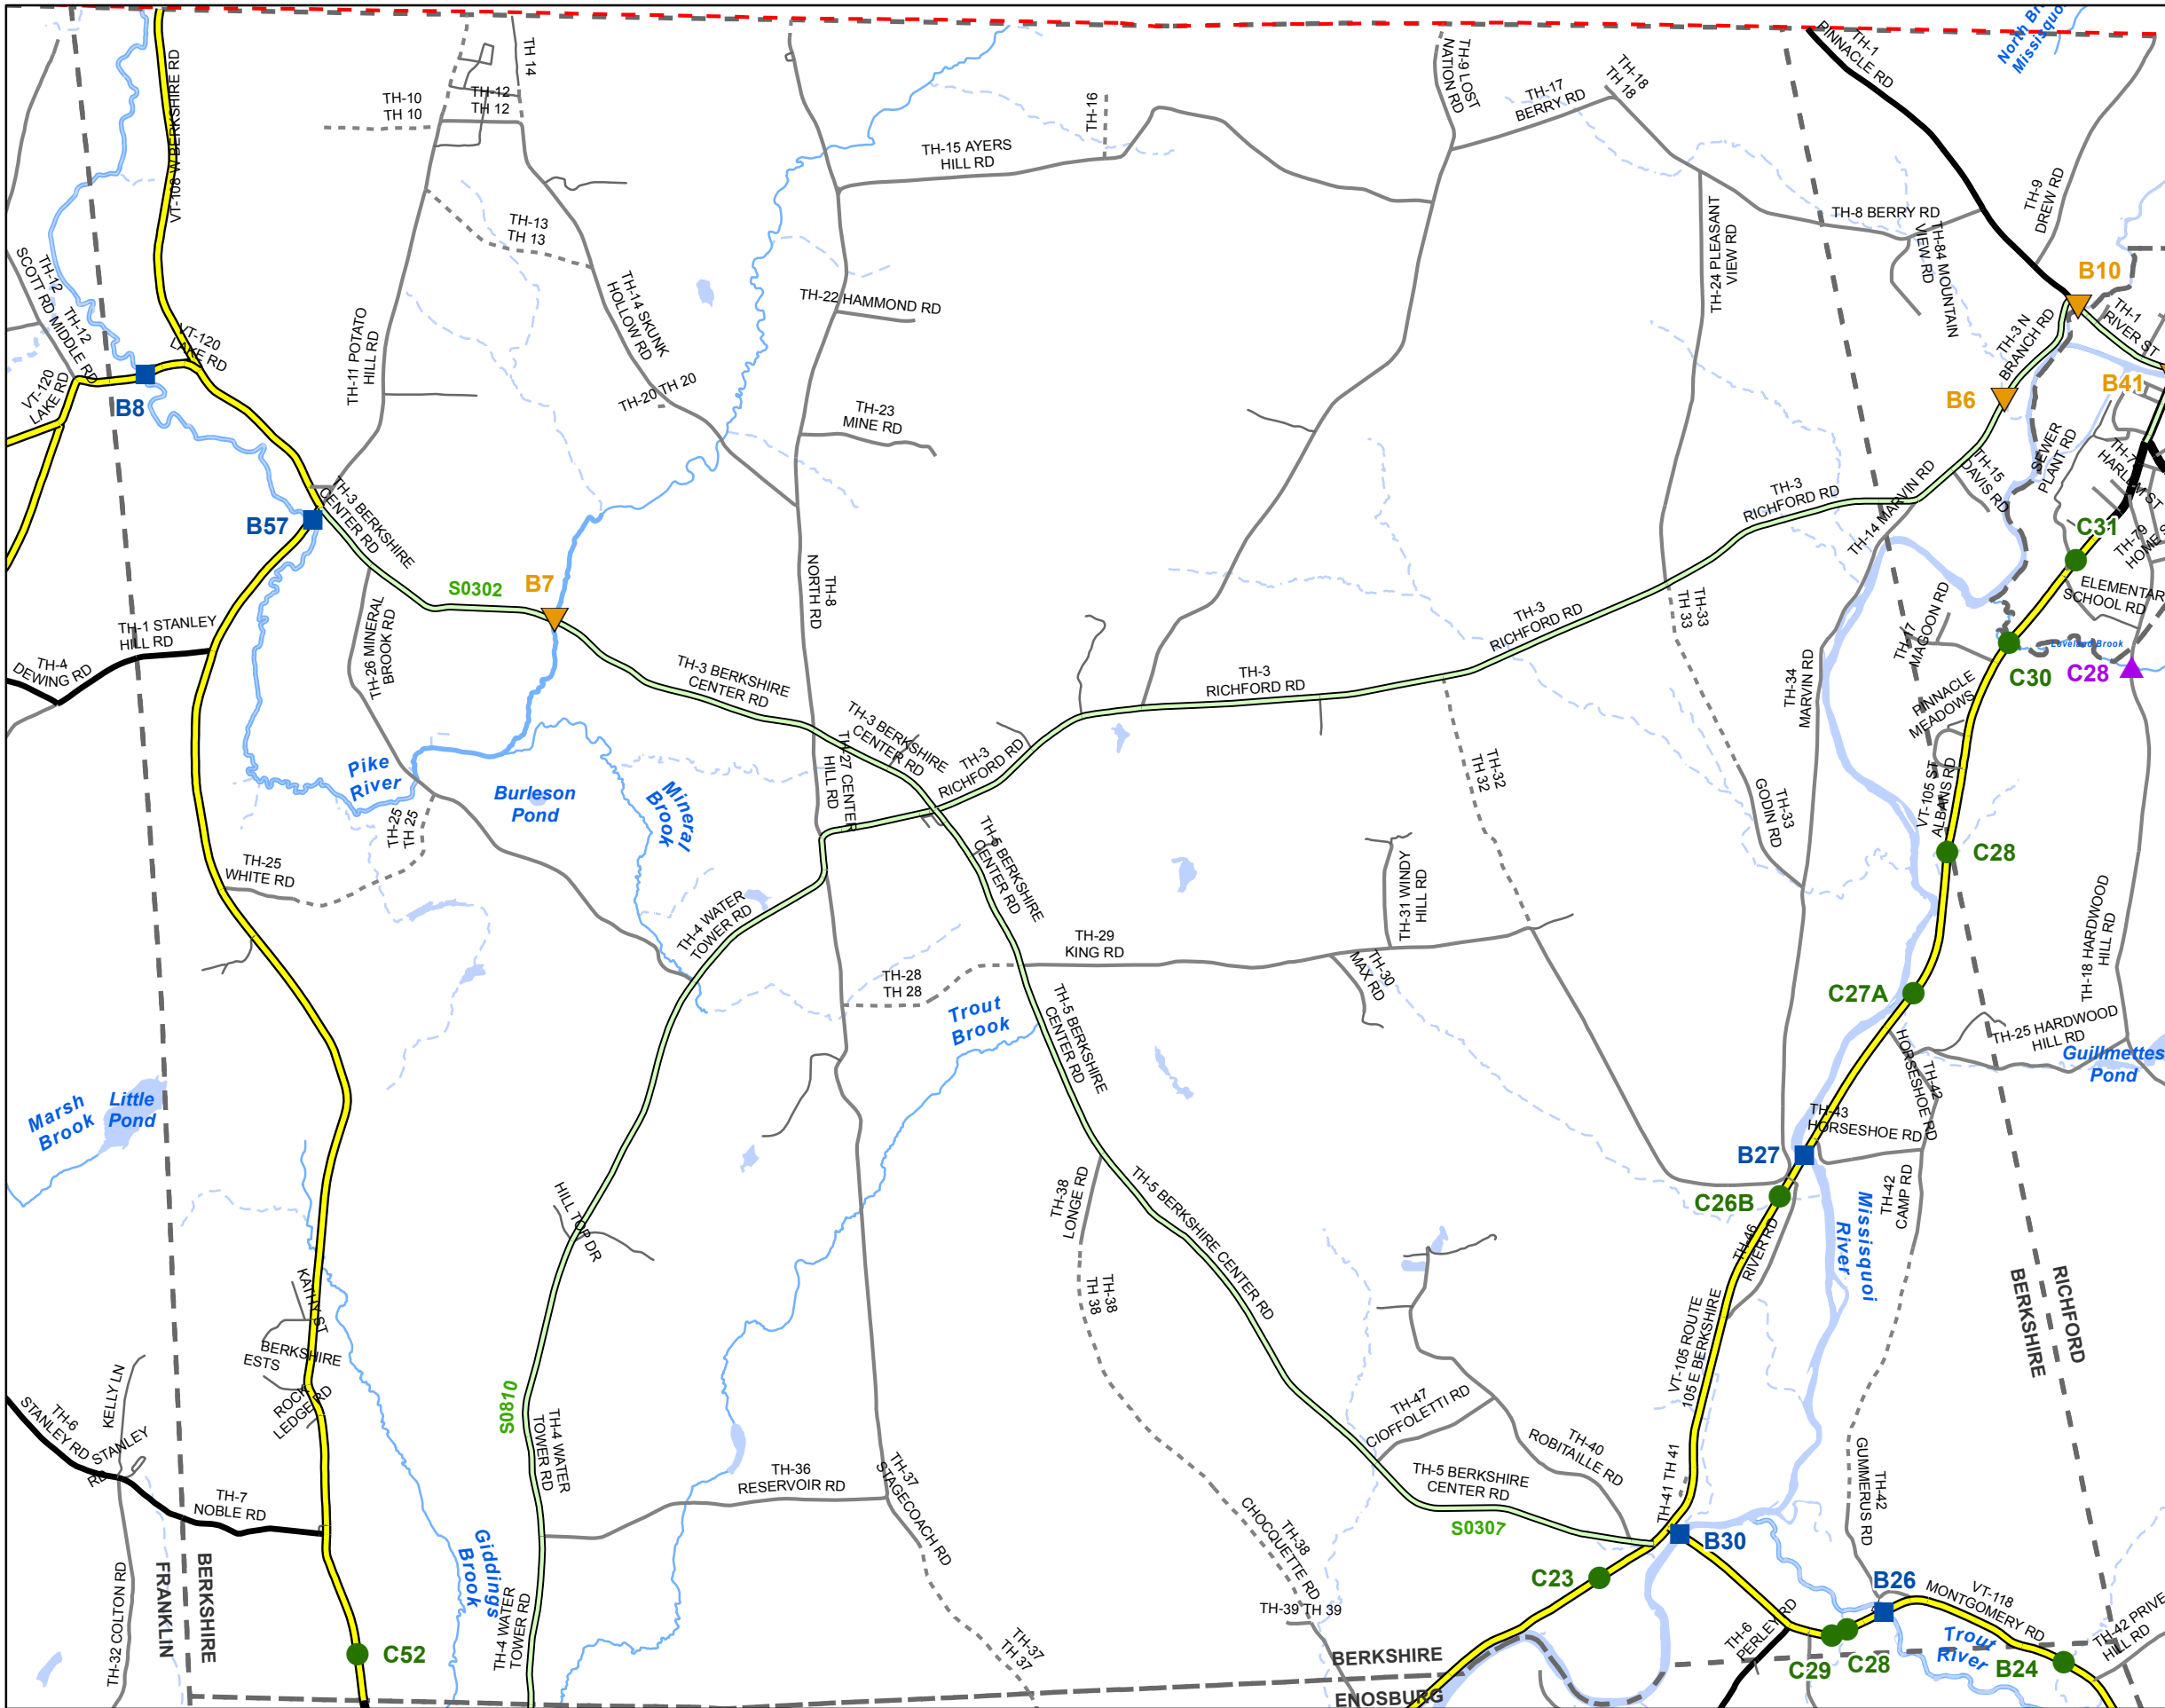 VT-108 W BERKSHIRE RD
TH 14
TH-10
TH 10
TH-12
TH 12
TH-13
TH 13
TH-16
TH-15 AYERS
HILL RD
TH-9 LOST
NATION RD
TH-17
BERRY RD
TH-18
TH 18
TH-1
PINNACLE RD
North Br
Missisquo
TH-9
DREW RD
TH-8 BERRY RD
TH-84 MOUNTAIN
VIEW RD
TH-24 PLEASANT
VIEW RD
TH-12
SCOTT RD
TH-12
MIDDLE RD
VT-120
LAKE RD
VT-120
LAKE RD
B8
TH-11 POTATO
HILL RD
TH-14 SKUNK
HOLLOW RD
TH-20 TH 20
TH-22 HAMMOND RD
TH-23
MINE RD
B10
TH-1
RIVER ST
TH-3 N
BRANCH RD
B41
B6
SEWER
PLANT RD
TH-7
HARLEM ST
TH-15
DAVIS RD
TH-14 MARVIN RD
TH-3
RICHFORD RD
C31
TH-79
HOME
ELEMENTAR
SCHOOL RD
B57
TH-3 BERKSHIRE
CENTER RD
S0302
B7
TH-8
NORTH RD
TH-3
RICHFORD RD
TH-33
TH 33
TH-17
MAGOON RD
Loveland Brook
C30
C28
TH-1 STANLEY
HILL RD
TH-4
DEWING RD
TH-26 MINERAL
BROOK RD
TH-3 BERKSHIRE
CENTER RD
TH-3 BERKSHIRE
CENTER RD
TH-3
RICHFORD RD
TH-3
RICHFORD RD
TH-34
MARVIN RD
PINNACLE
MEADOWS
VT-105 ST
ALBANS RD
Pike
River
Burleson
Pond
Mineral
Brook
TH-27 CENTER
HILL RD
TH-32
TH 32
TH-33
GODIN RD
C28
TH-25
TH 25
TH-25
WHITE RD
TH-5 BERKSHIRE
CENTER RD
TH-31 WINDY
HILL RD
TH-4 WATER
TOWER RD
TH-29
KING RD
TH-30
MAX RD
TH-28
TH 28
Trout
Brook
TH-5 BERKSHIRE
CENTER RD
C27A
TH-18 HARDWOOD
HILL RD
TH-25 HARDWOOD
HILL RD
Guillmettes
Pond
Marsh
Brook
Little
Pond
TH-42
HORSESHOE RD
TH-43
HORSESHOE RD
B27
C26B
TH-38
LONGE RD
TH-5 BERKSHIRE CENTER RD
TH-42
CAMP RD
Missisquoi
River
TH-46
RIVER RD
HILL TOP DR
TH-38
TH 38
RICHFORD
BERKSHIRE
VT-105 ROUTE
105 E BERKSHIRE
KATHY ST
BERKSHIRE
ESTS
ROCK
LEDGE RD
KELLY LN
TH-6
STANLEY RD
STANLEY
RD
S0810
TH-4 WATER
TOWER RD
TH-47
CIOFFOLETTI RD
TH-40
ROBITAILLE RD
TH-36
RESERVOIR RD
TH-37
STAGECOACH RD
TH-5 BERKSHIRE
CENTER RD
S0307
TH-41 TH 41
TH-42
GUMMERUS RD
TH-7
NOBLE RD
TH-38
CHOCQUETTE RD
B30
C23
B26
VT-118
MONTGOMERY RD
FRANKLIN
BERKSHIRE
TH-32 COLTON RD
Giddings
Brook
TH-4 WATER
TOWER RD
TH-39 TH 39
TH-37
TH 37
TH-6
PERLEY RD
C29
C28
Trout
River
B24
TH-42 PRIVE
HILL RD
C52
BERKSHIRE
ENOSBURG